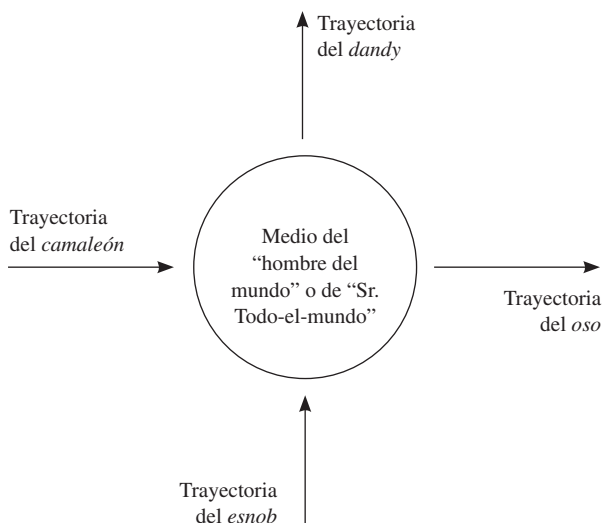 Trayectoria
del dandy
Trayectoria
del camaleón
Medio del
“hombre del
mundo” o de “Sr.
Todo-el-mundo”
Trayectoria
del oso
Trayectoria
del esnob